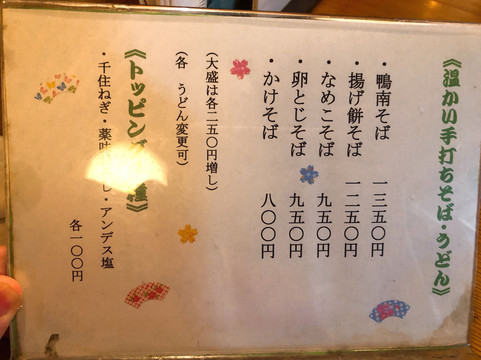 《温かい手打ちそば・うどん》
・鴨南そば 一三五〇円
・揚げ餅そば 一二五〇円
・なめこそば 九五〇円
・卵とじそば 九五〇円
・かけそば 八〇〇円
(大盛は各二五〇円増し)
(各 うどん変更可)
《トッピン 種》
・千住ねぎ・薬味 し・アンデス塩
各一〇〇円